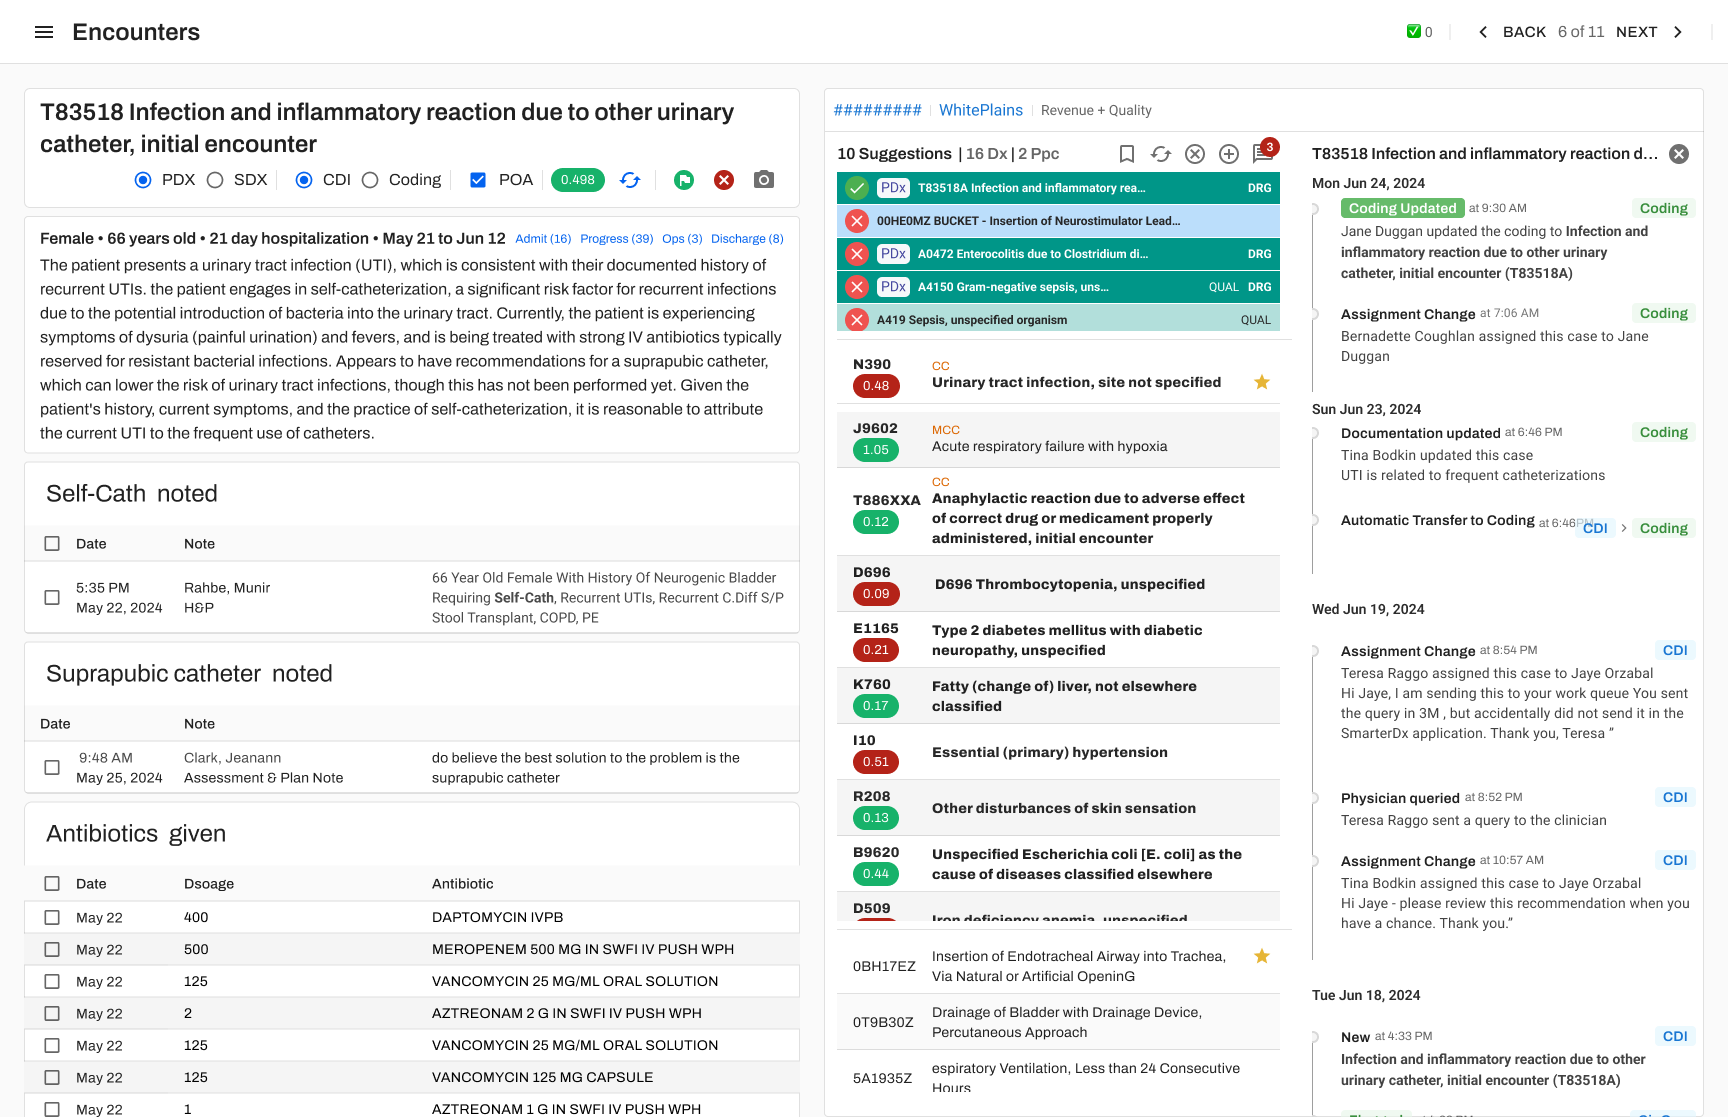 Encounters
0
BACK 6 of 11 NEXT
T83518 Infection and inflammatory reaction due to other urinary
catheter, initial encounter
PDX SDX CDI Coding POA 0.498
Female • 66 years old • 21 day hospitalization • May 21 to Jun 12 Admit (16) Progress (39) Ops (3) Discharge (8)
The patient presents a urinary tract infection (UTI), which is consistent with their documented history of
recurrent UTIs. the patient engages in self-catheterization, a significant risk factor for recurrent infections
due to the potential introduction of bacteria into the urinary tract. Currently, the patient is experiencing
symptoms of dysuria (painful urination) and fevers, and is being treated with strong IV antibiotics typically
reserved for resistant bacterial infections. Appears to have recommendations for a suprapubic catheter,
which can lower the risk of urinary tract infections, though this has not been performed yet. Given the
patient's history, current symptoms, and the practice of self-catheterization, it is reasonable to attribute
the current UTI to the frequent use of catheters.
Self-Cath noted
Date Note
5:35 PM
May 22, 2024
Rahbe, Munir
H&P
66 Year Old Female With History Of Neurogenic Bladder
Requiring Self-Cath, Recurrent UTIs, Recurrent C.Diff S/P
Stool Transplant, COPD, PE
Suprapubic catheter noted
Date Note
9:48 AM
May 25, 2024
Clark, Jeanann
Assessment & Plan Note
do believe the best solution to the problem is the
suprapubic catheter
Antibiotics given
Date Dsoage Antibiotic
May 22 400 DAPTOMYCIN IVPB
May 22 500 MEROPENEM 500 MG IN SWFI IV PUSH WPH
May 22 125 VANCOMYCIN 25 MG/ML ORAL SOLUTION
May 22 2 AZTREONAM 2 G IN SWFI IV PUSH WPH
May 22 125 VANCOMYCIN 25 MG/ML ORAL SOLUTION
May 22 125 VANCOMYCIN 125 MG CAPSULE
May 22 1 AZTREONAM 1 G IN SWFI IV PUSH WPH
######### WhitePlains Revenue + Quality
10 Suggestions | 16 Dx | 2 Ppc
3
PDx T83518A Infection and inflammatory rea... DRG
00HE0MZ BUCKET - Insertion of Neurostimulator Lead...
PDx A0472 Enterocolitis due to Clostridium di... DRG
PDx A4150 Gram-negative sepsis, uns... QUAL DRG
A419 Sepsis, unspecified organism QUAL
N390
0.48
CC
Urinary tract infection, site not specified
J9602
1.05
MCC
Acute respiratory failure with hypoxia
T886XXA
0.12
CC
Anaphylactic reaction due to adverse effect
of correct drug or medicament properly
administered, initial encounter
D696
0.09
D696 Thrombocytopenia, unspecified
E1165
0.21
Type 2 diabetes mellitus with diabetic
neuropathy, unspecified
K760
0.17
Fatty (change of) liver, not elsewhere
classified
I10
0.51
Essential (primary) hypertension
R208
0.13
Other disturbances of skin sensation
B9620
0.44
Unspecified Escherichia coli [E. coli] as the
cause of diseases classified elsewhere
D509
Iron deficiency anemia, unspecified
0BH17EZ
Insertion of Endotracheal Airway into Trachea,
Via Natural or Artificial OpeninG
0T9B30Z
Drainage of Bladder with Drainage Device,
Percutaneous Approach
5A1935Z
espiratory Ventilation, Less than 24 Consecutive
Hours
T83518 Infection and inflammatory reaction d...
Mon Jun 24, 2024
Coding Updated at 9:30 AM Coding
Jane Duggan updated the coding to Infection and
inflammatory reaction due to other urinary
catheter, initial encounter (T83518A)
Assignment Change at 7:06 AM Coding
Bernadette Coughlan assigned this case to Jane
Duggan
Sun Jun 23, 2024
Documentation updated at 6:46 PM Coding
Tina Bodkin updated this case
UTI is related to frequent catheterizations
Automatic Transfer to Coding at 6:46PM CDI > Coding
Wed Jun 19, 2024
Assignment Change at 8:54 PM CDI
Teresa Raggo assigned this case to Jaye Orzabal
Hi Jaye, I am sending this to your work queue You sent
the query in 3M , but accidentally did not send it in the
SmarterDx application. Thank you, Teresa ”
Physician queried at 8:52 PM CDI
Teresa Raggo sent a query to the clinician
Assignment Change at 10:57 AM CDI
Tina Bodkin assigned this case to Jaye Orzabal
Hi Jaye - please review this recommendation when you
have a chance. Thank you.”
Tue Jun 18, 2024
New at 4:33 PM CDI
Infection and inflammatory reaction due to other
urinary catheter, initial encounter (T83518A)